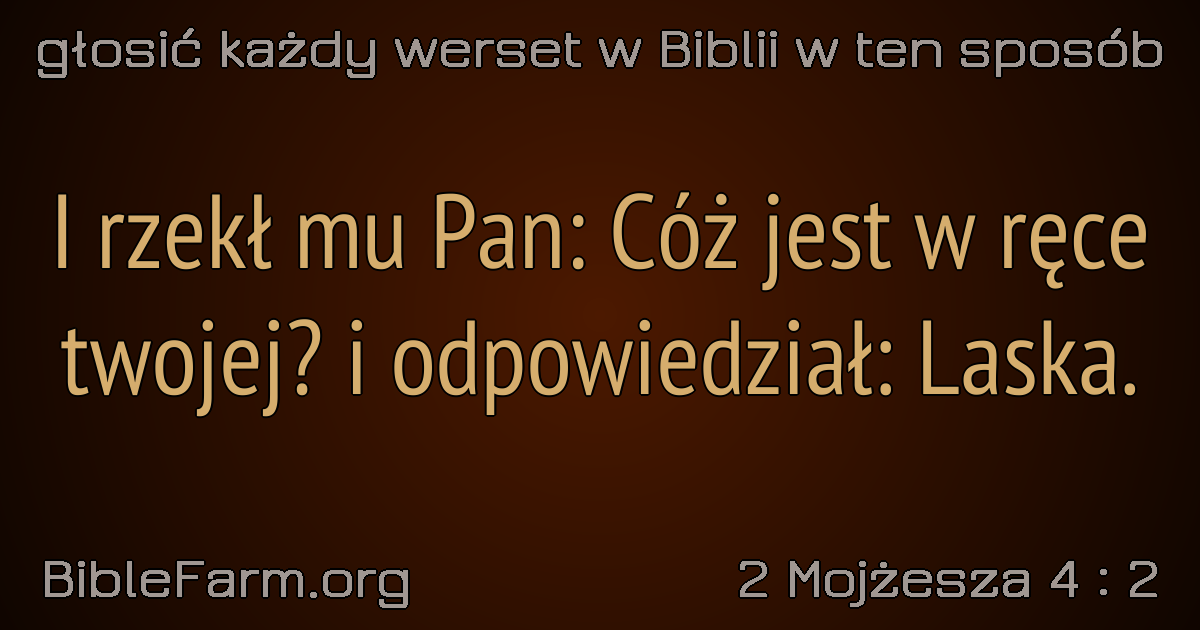 głosić każdy werset w Biblii w ten sposób
I rzekł mu Pan: Cóż jest w ręce
twojej? i odpowiedział: Laska.
BibleFarm.org
2 Mojżesza 4 : 2